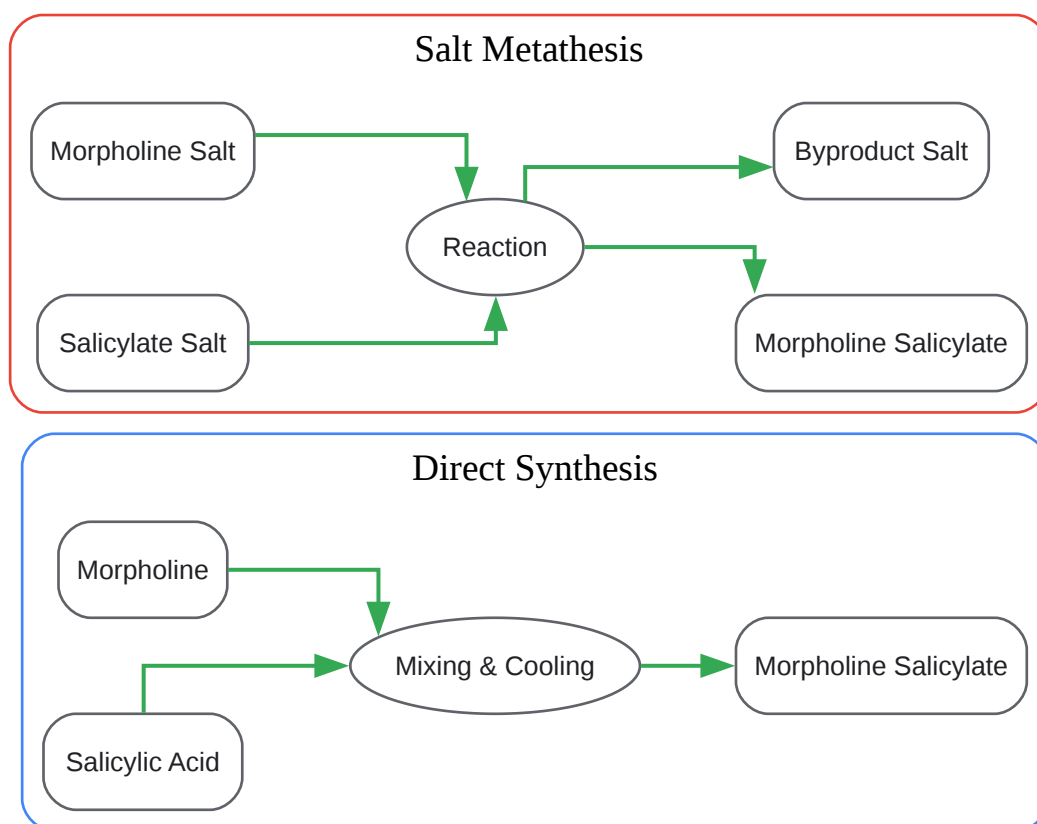 Salt Metathesis
Morpholine Salt
Byproduct Salt
Reaction
Salicylate Salt
Morpholine Salicylate
Direct Synthesis
Morpholine
Mixing & Cooling
Morpholine Salicylate
Salicylic Acid